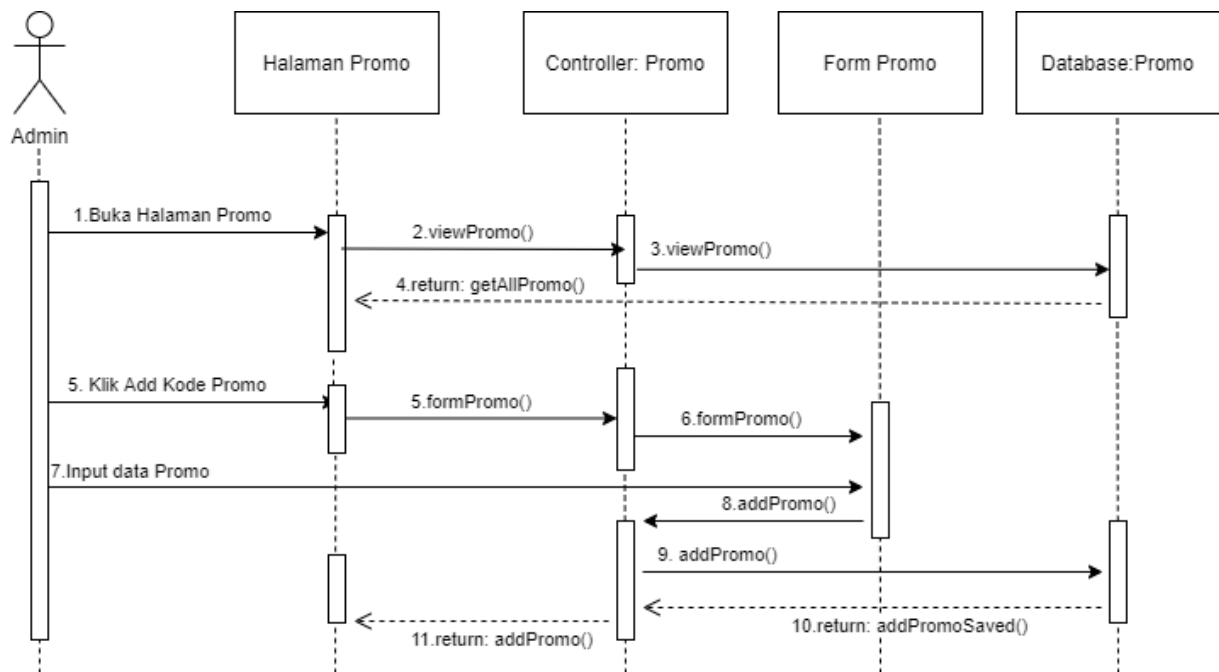 Halaman Promo
Controller: Promo
Form Promo
Database:Promo
Admin
1.Buka Halaman Promo
2.viewPromo()
3.viewPromo()
4.return: getAllPromo()
5. Klik Add Kode Promo
5.formPromo()
6.formPromo()
7.Input data Promo
8.addPromo()
9. addPromo()
10.return: addPromoSaved()
11.return: addPromo()